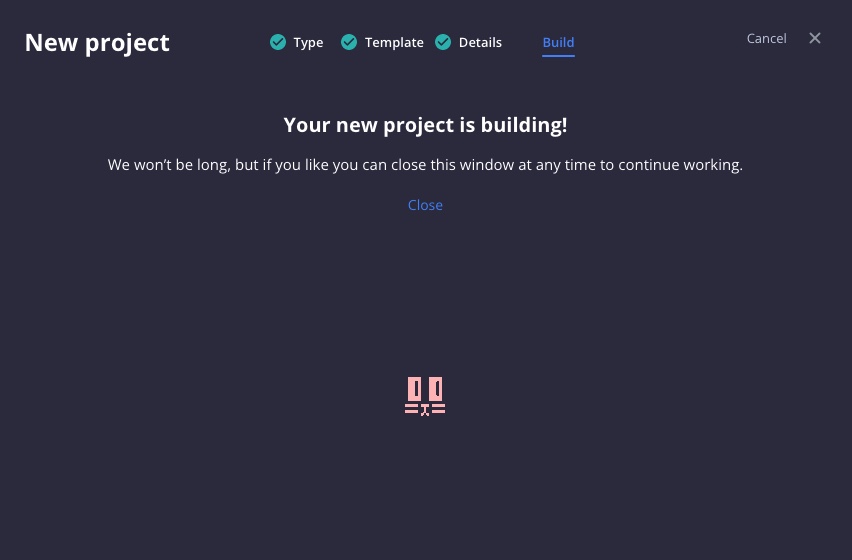 New project
Type Template Details Build
Cancel
Your new project is building!
We won’t be long, but if you like you can close this window at any time to continue working.
Close